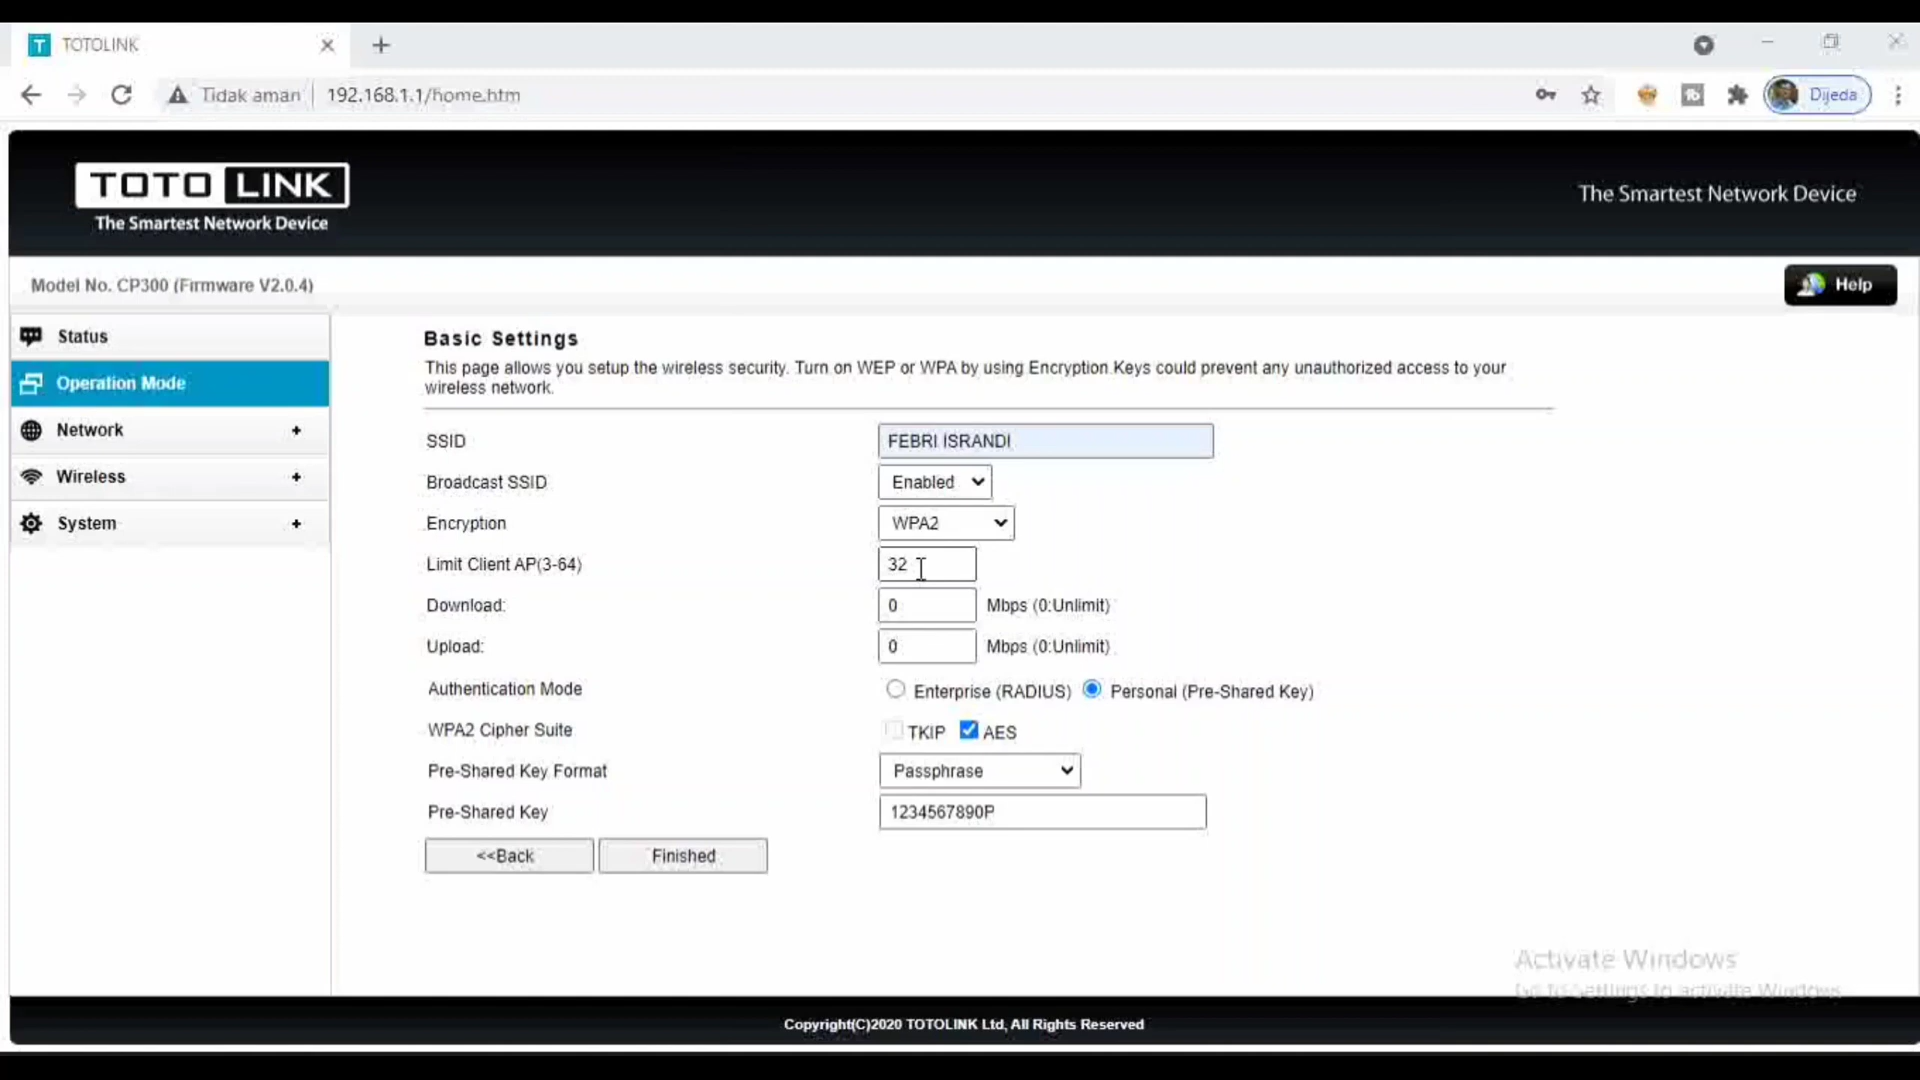 TOTOLINK
Tidak aman 192.168.1.1/home.htm Dijeda
TOTO LINK
The Smartest Network Device
The Smartest Network Device
Model No. CP300 (Firmware V2.0.4)
Help
Status
Operation Mode
Network +
Wireless +
System +
Basic Settings
This page allows you setup the wireless security. Turn on WEP or WPA by using Encryption Keys could prevent any unauthorized access to your
wireless network.
SSID FEBRI ISRANDI
Broadcast SSID Enabled
Encryption WPA2
Limit Client AP(3-64) 32
Download: 0 Mbps (0:Unlimit)
Upload: 0 Mbps (0:Unlimit)
Authentication Mode Enterprise (RADIUS) Personal (Pre-Shared Key)
WPA2 Cipher Suite TKIP AES
Pre-Shared Key Format Passphrase
Pre-Shared Key 1234567890P
<<Back Finished
Activate Windows
Go to Settings to activate Windows.
Copyright(C)2020 TOTOLINK Ltd, All Rights Reserved